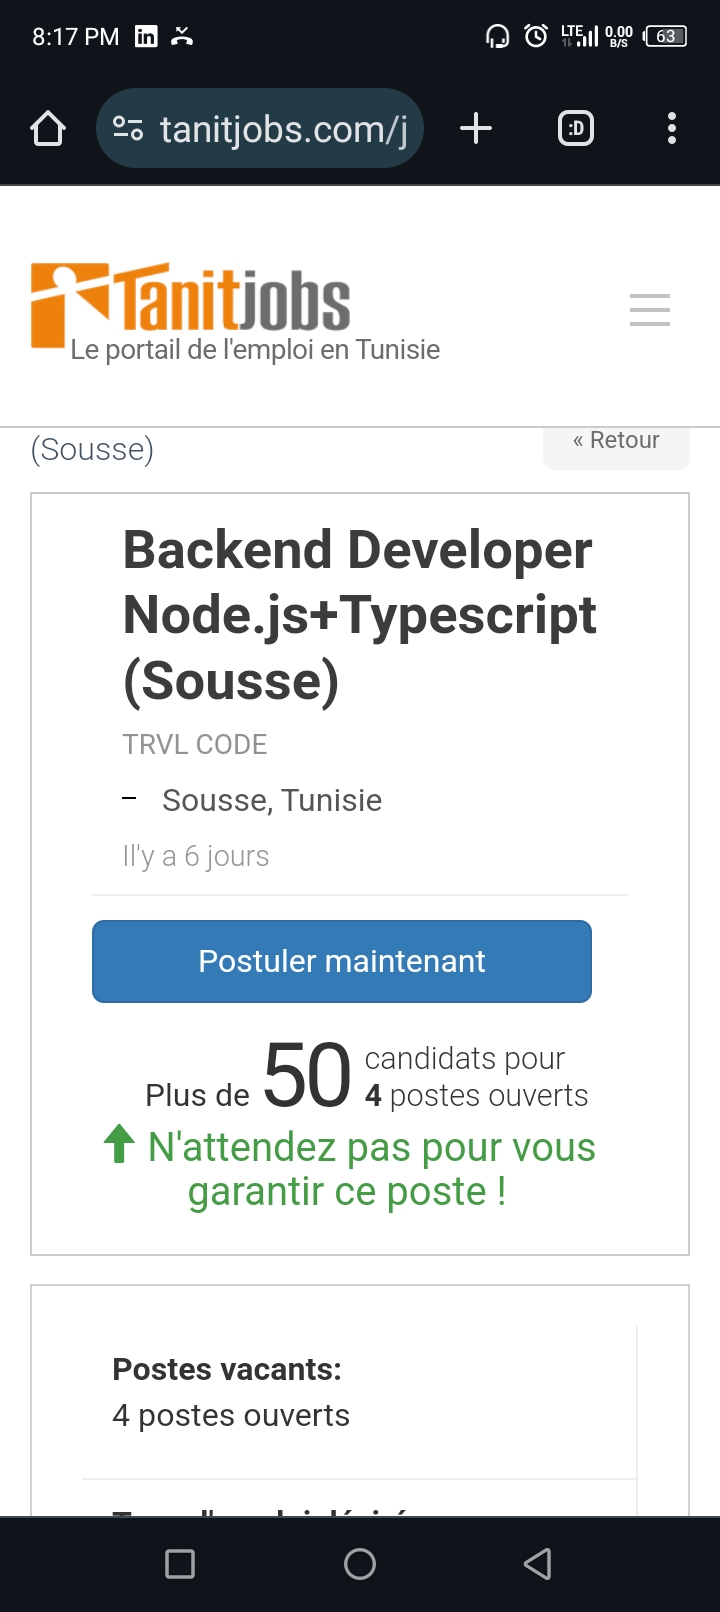 8:17 PM in LTE 0.00 B/S 63
tanitjobs.com/j :D
Tanitjobs
Le portail de l'emploi en Tunisie
(Sousse) « Retour
Backend Developer
Node.js+Typescript
(Sousse)
TRVL CODE
– Sousse, Tunisie
Il'y a 6 jours
Postuler maintenant
Plus de 50 candidats pour
4 postes ouverts
N'attendez pas pour vous
garantir ce poste !
Postes vacants:
4 postes ouverts